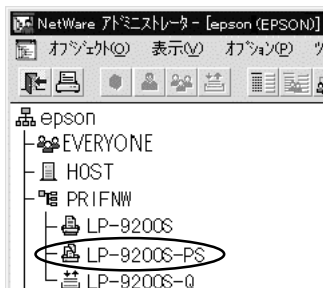 NetWare アドミニストレータ - [epson (EPSON)]
オブジェクト(O) 表示(V) オプション(P)
epson
EVERYONE
HOST
PRIFNW
LP-9200S
LP-9200S-PS
LP-9200S-Q